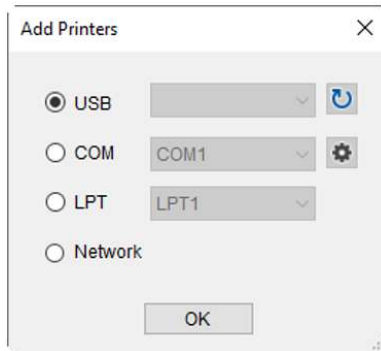 Add Printers
USB
COM COM1
LPT LPT1
Network
OK